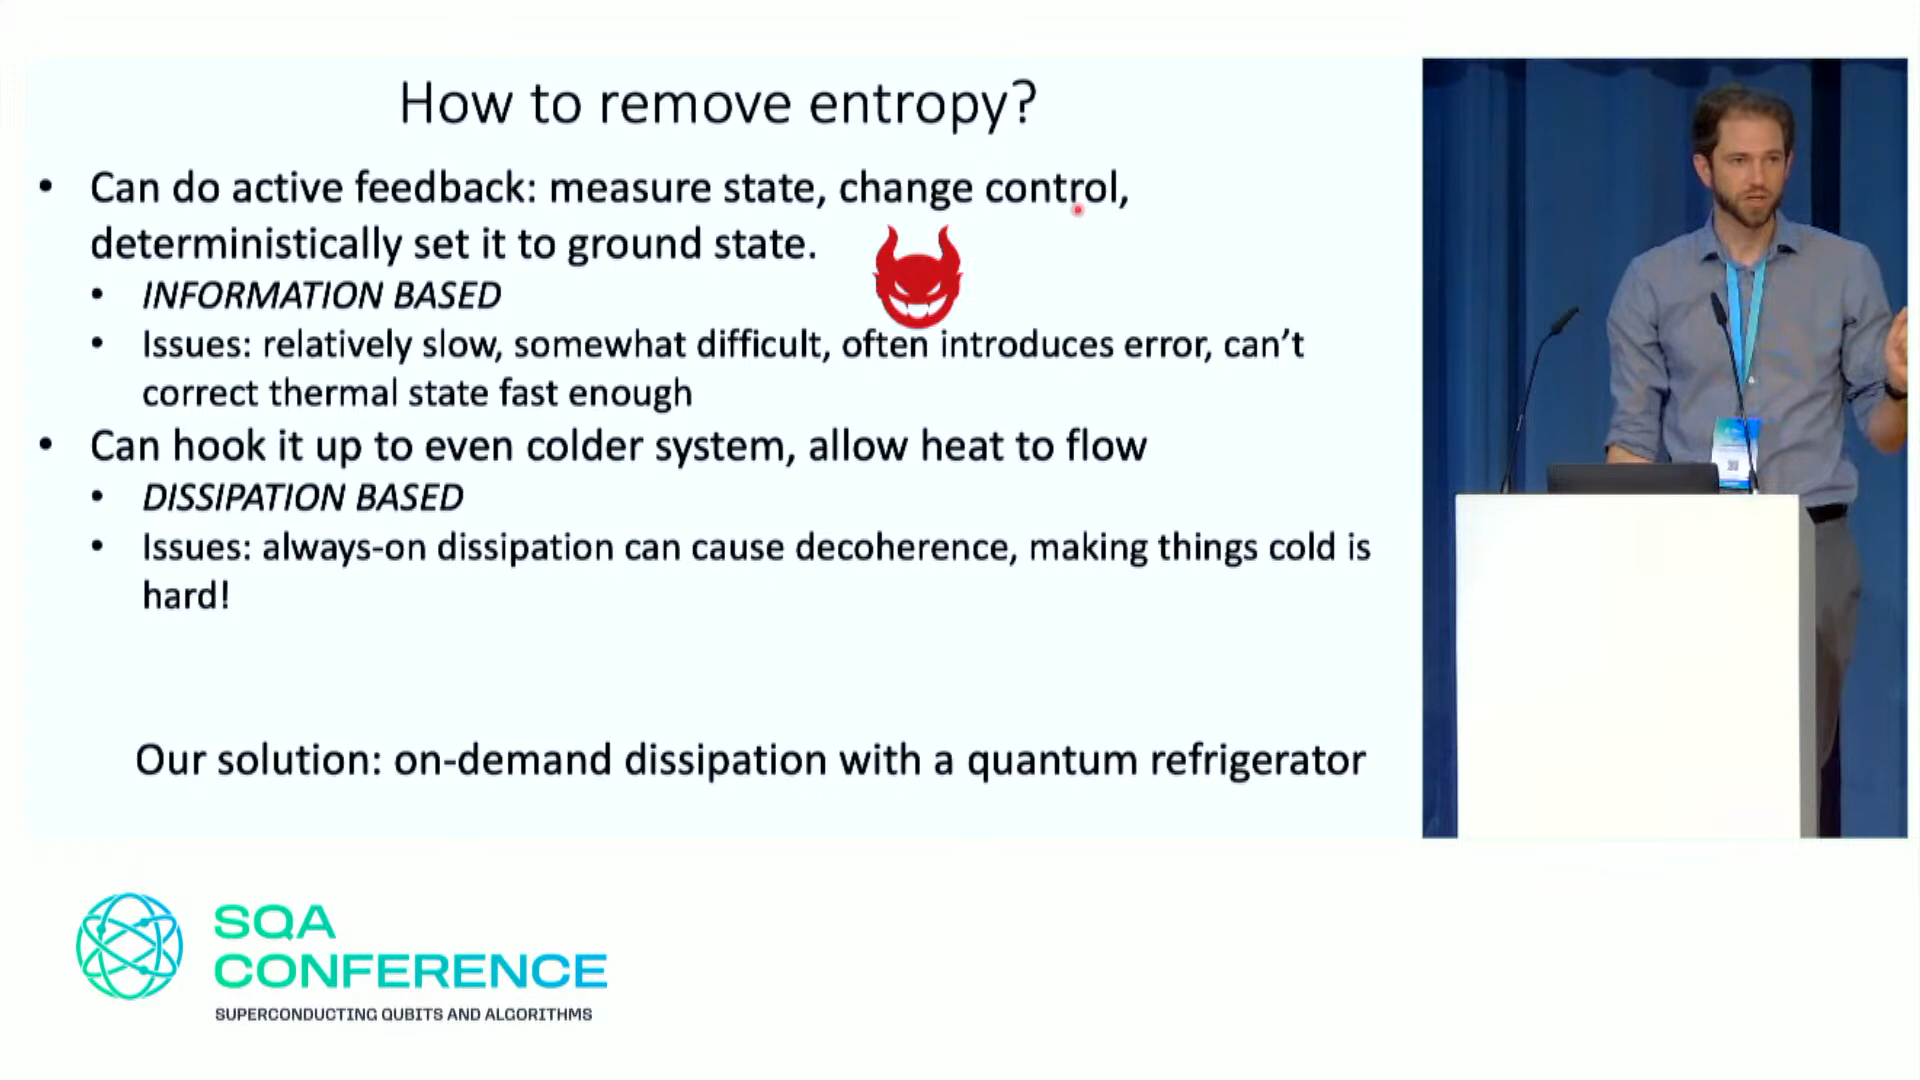 How to remove entropy?
• Can do active feedback: measure state, change control,
deterministically set it to ground state.
• INFORMATION BASED
• Issues: relatively slow, somewhat difficult, often introduces error, can’t
correct thermal state fast enough
• Can hook it up to even colder system, allow heat to flow
• DISSIPATION BASED
• Issues: always-on dissipation can cause decoherence, making things cold is
hard!
Our solution: on-demand dissipation with a quantum refrigerator
SQA
CONFERENCE
SUPERCONDUCTING QUBITS AND ALGORITHMS